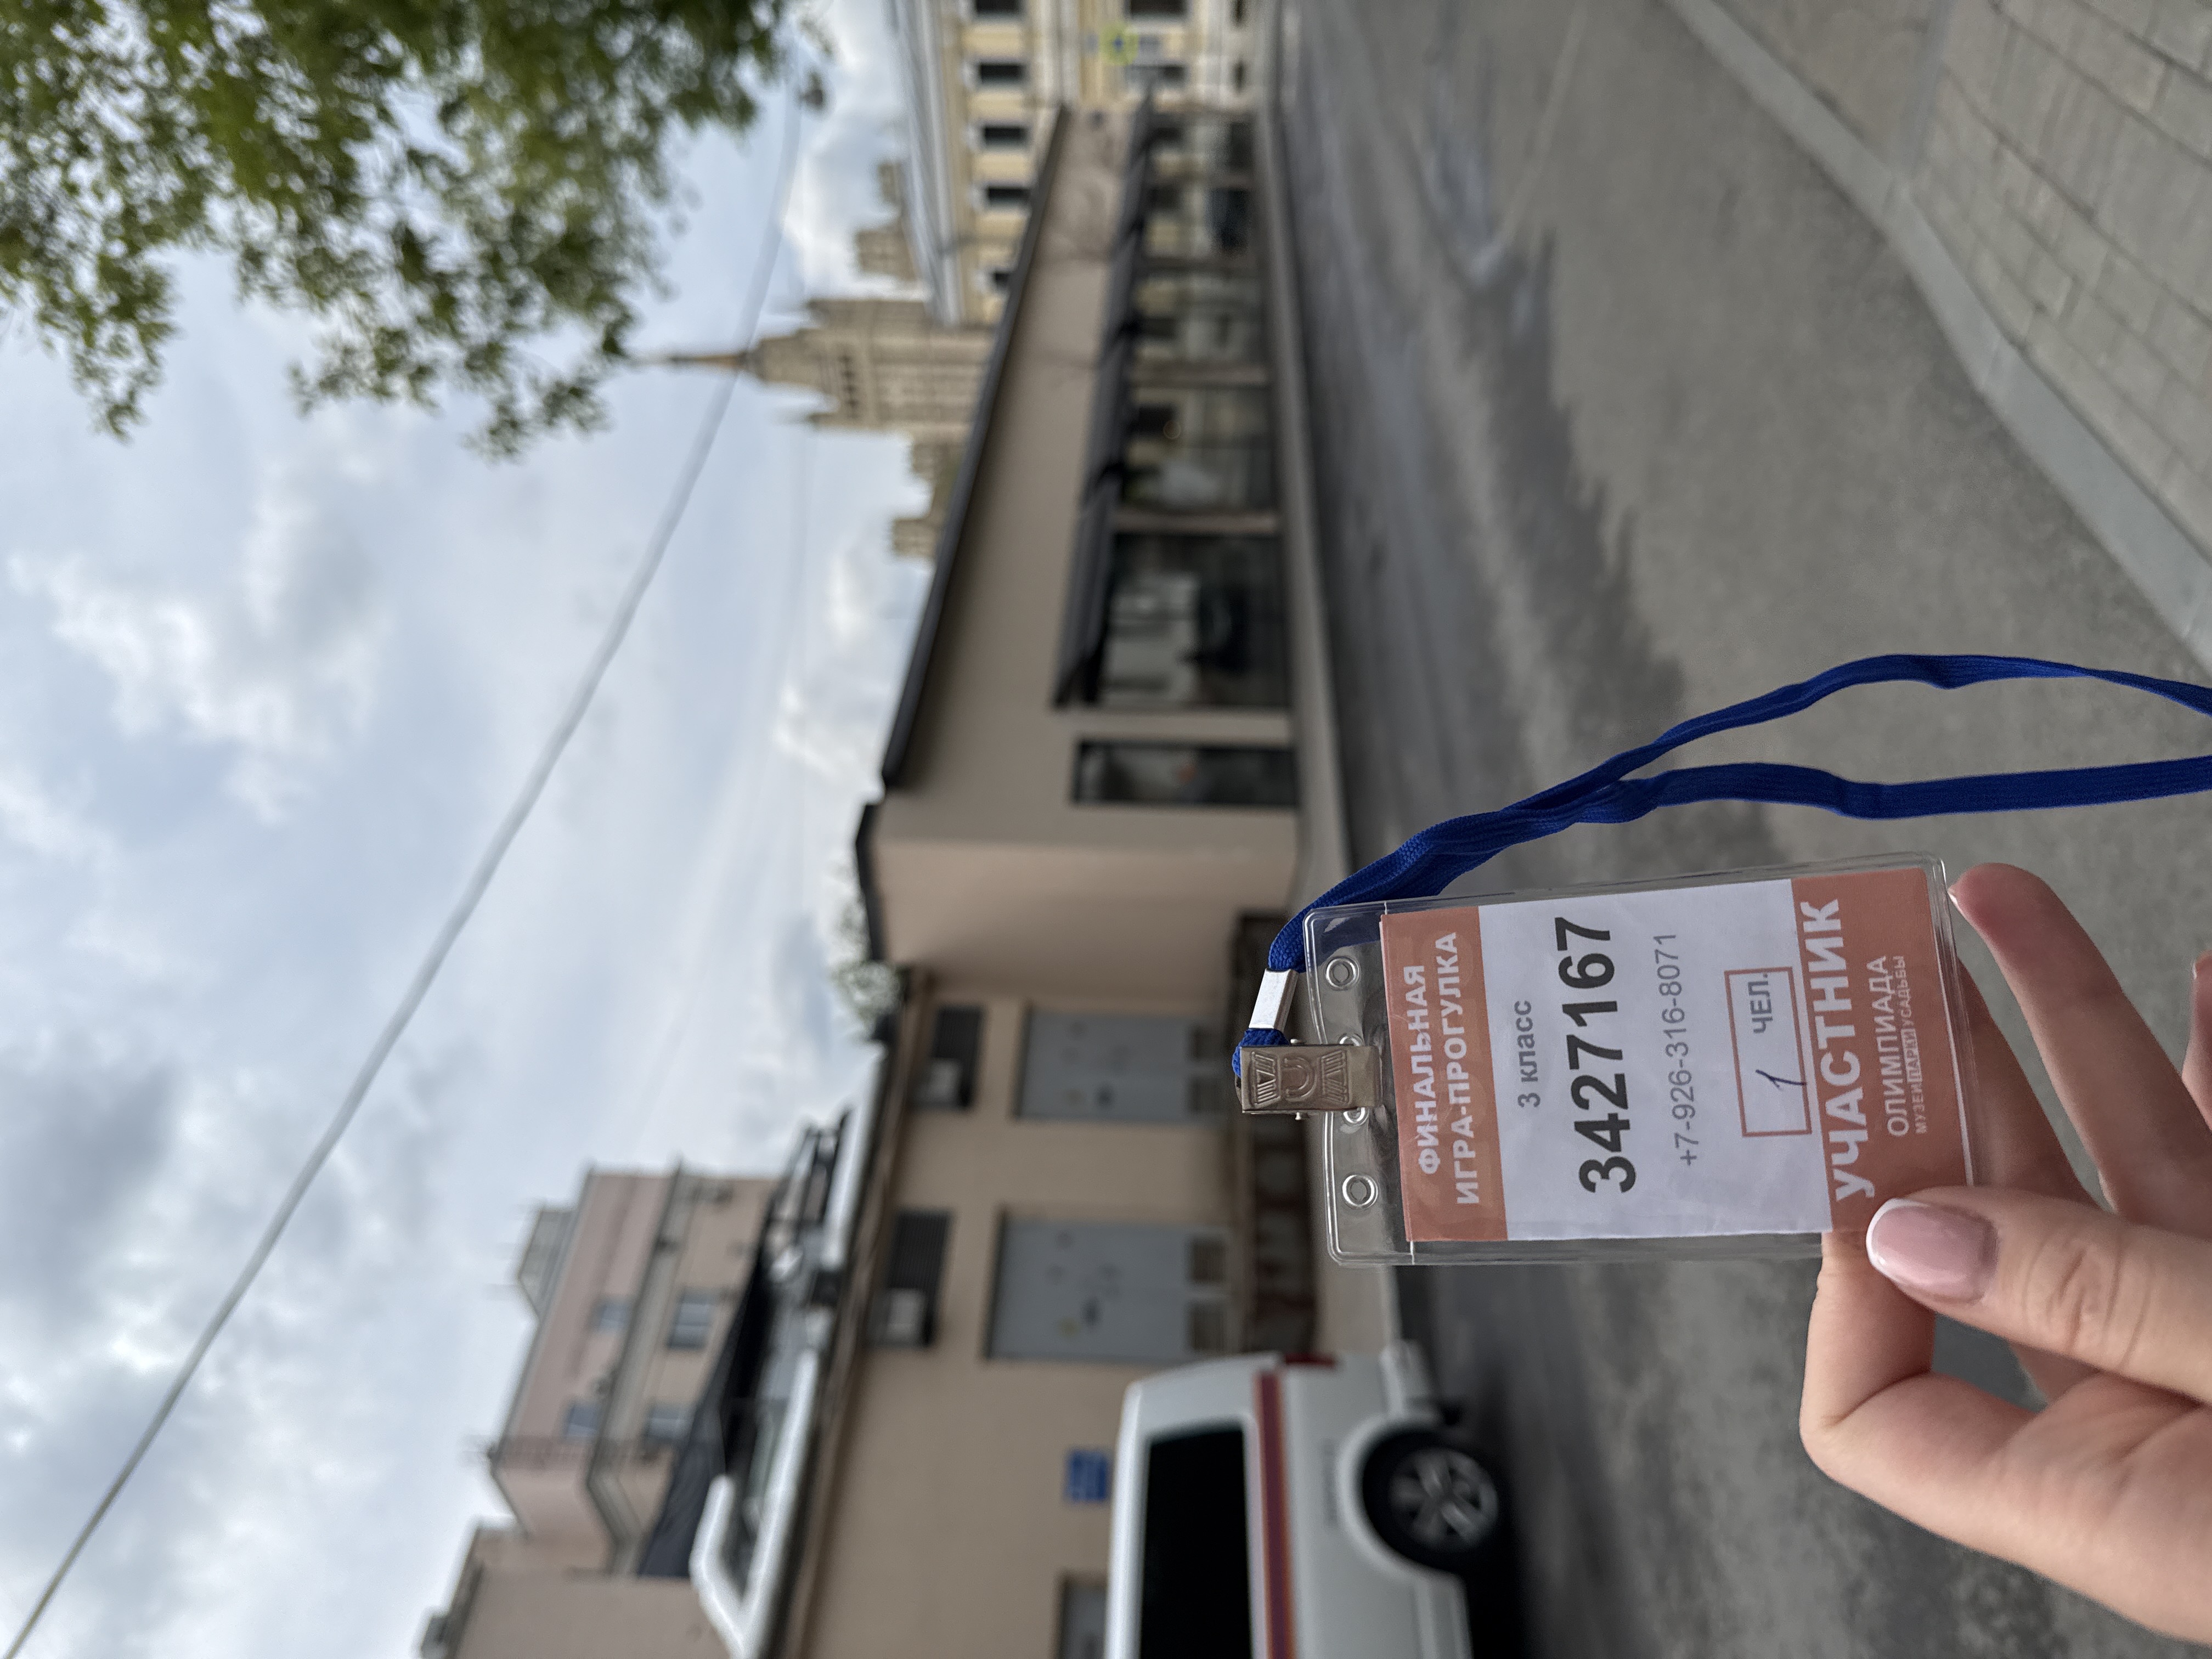 ФИНАЛЬНАЯ
ИГРА-ПРОГУЛКА
3 класс
3427167
+7-926-316-8071
1 ЧЕЛ.
УЧАСТНИК
ОЛИМПИАДА
МУЗЕИ ПАРКИ УСАДЬБЫ